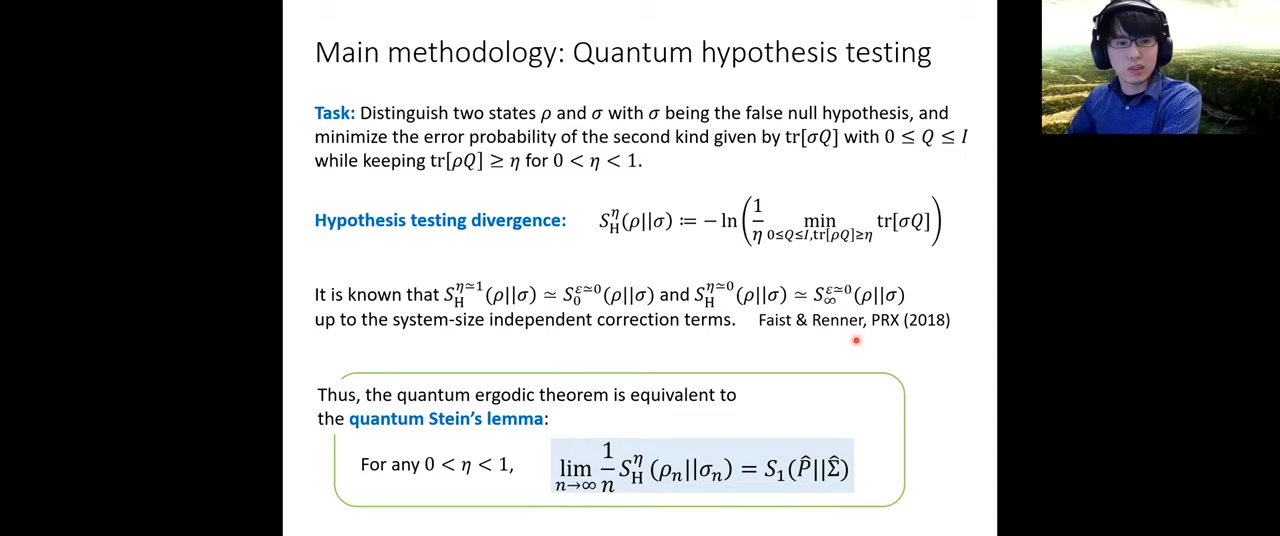 Main methodology: Quantum hypothesis testing
Task: Distinguish two states ρ and σ with σ being the false null hypothesis, and
minimize the error probability of the second kind given by tr[σQ] with 0 ≤ Q ≤ I
while keeping tr[ρQ] ≥ η for 0 < η < 1.
Hypothesis testing divergence: S_H^η(ρ||σ) ≔ −ln(1/η min_{0≤Q≤I,tr[ρQ]≥η} tr[σQ])
It is known that S_H^{η≃1}(ρ||σ) ≃ S_0^{ε≃0}(ρ||σ) and S_H^{η≃0}(ρ||σ) ≃ S_∞^{ε≃0}(ρ||σ)
up to the system-size independent correction terms. Faist & Renner, PRX (2018)
Thus, the quantum ergodic theorem is equivalent to
the quantum Stein's lemma:
For any 0 < η < 1, lim_{n→∞} 1/n S_H^η(ρ_n||σ_n) = S_1(P̂||Σ̂)